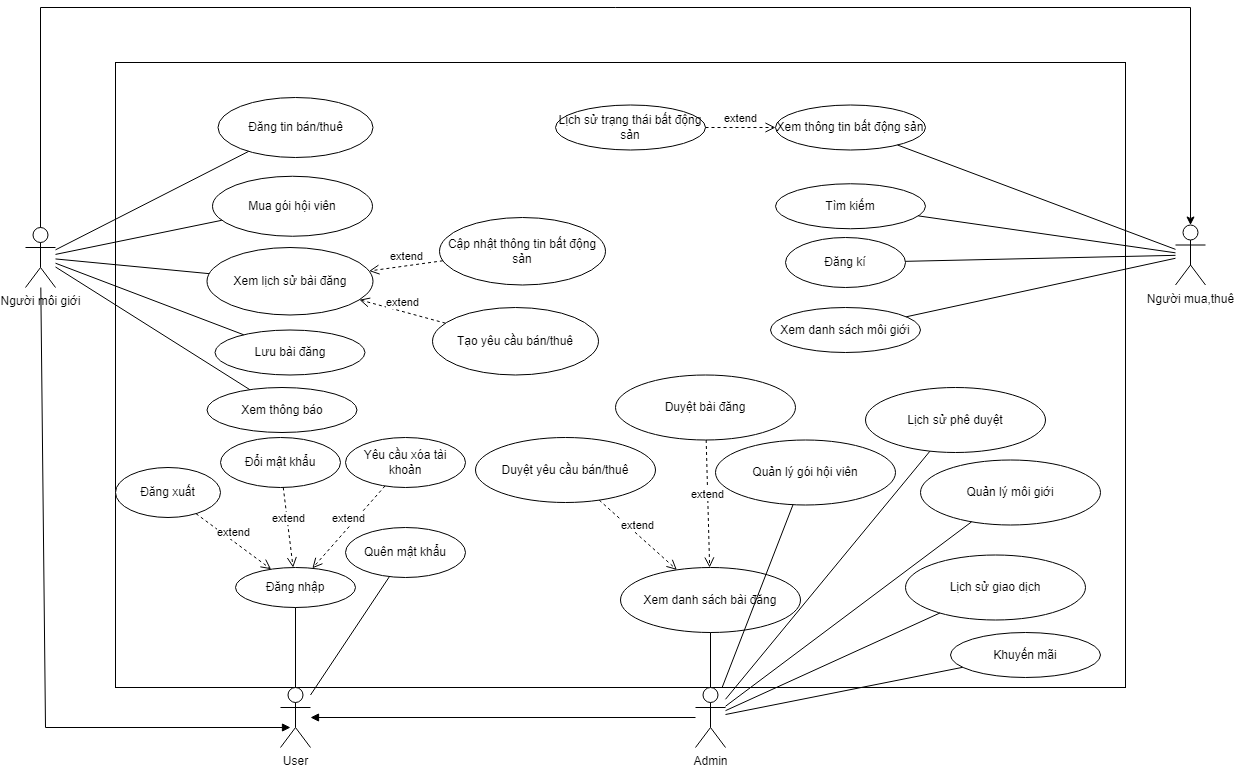 Đăng tin bán/thuê
Lịch sử trạng thái bất động
sản
extend
Xem thông tin bất động sản
Mua gói hội viên
Tìm kiếm
Cập nhật thông tin bất động
sản
extend
Xem lịch sử bài đăng
Đăng kí
extend
Người môi giới
Người mua,thuê
Tạo yêu cầu bán/thuê
Xem danh sách môi giới
Lưu bài đăng
Xem thông báo
Duyệt bài đăng
Lịch sử phê duyệt
Đổi mật khẩu
Yêu cầu xóa tài
khoản
Duyệt yêu cầu bán/thuê
Quản lý gói hội viên
Đăng xuất
Quản lý môi giới
extend
extend
extend
extend
extend
Quên mật khẩu
Đăng nhập
Xem danh sách bài đăng
Lịch sử giao dịch
Khuyến mãi
User
Admin